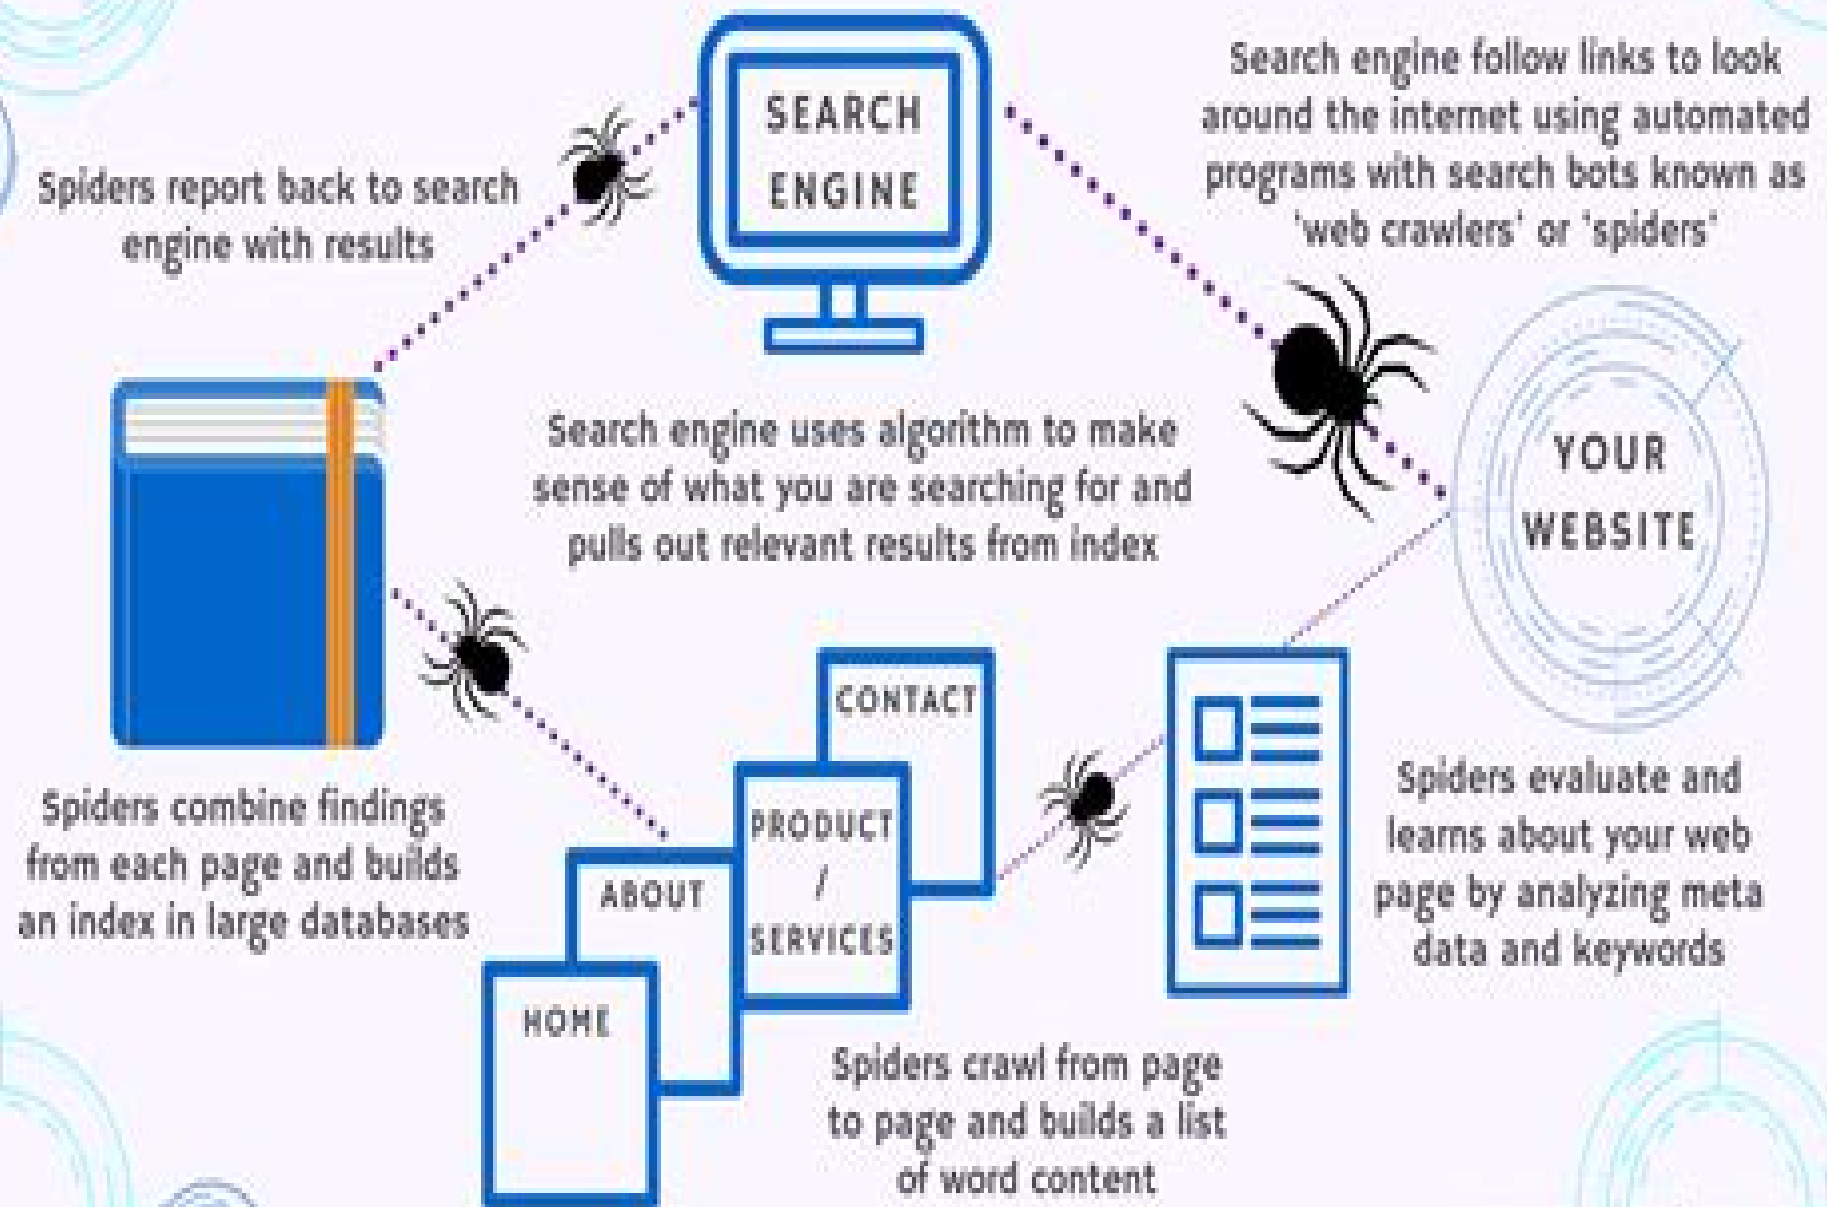 SEARCH
ENGINE
Search engine follow links to look
around the internet using automated
programs with search bots known as
'web crawlers' or 'spiders'
Spiders report back to search
engine with results
Search engine uses algorithm to make
sense of what you are searching for and
pulls out relevant results from index
YOUR
WEBSITE
Spiders evaluate and
learns about your web
page by analyzing meta
data and keywords
CONTACT
PRODUCT
/
SERVICES
ABOUT
HOME
Spiders crawl from page
to page and builds a list
of word content
Spiders combine findings
from each page and builds
an index in large databases